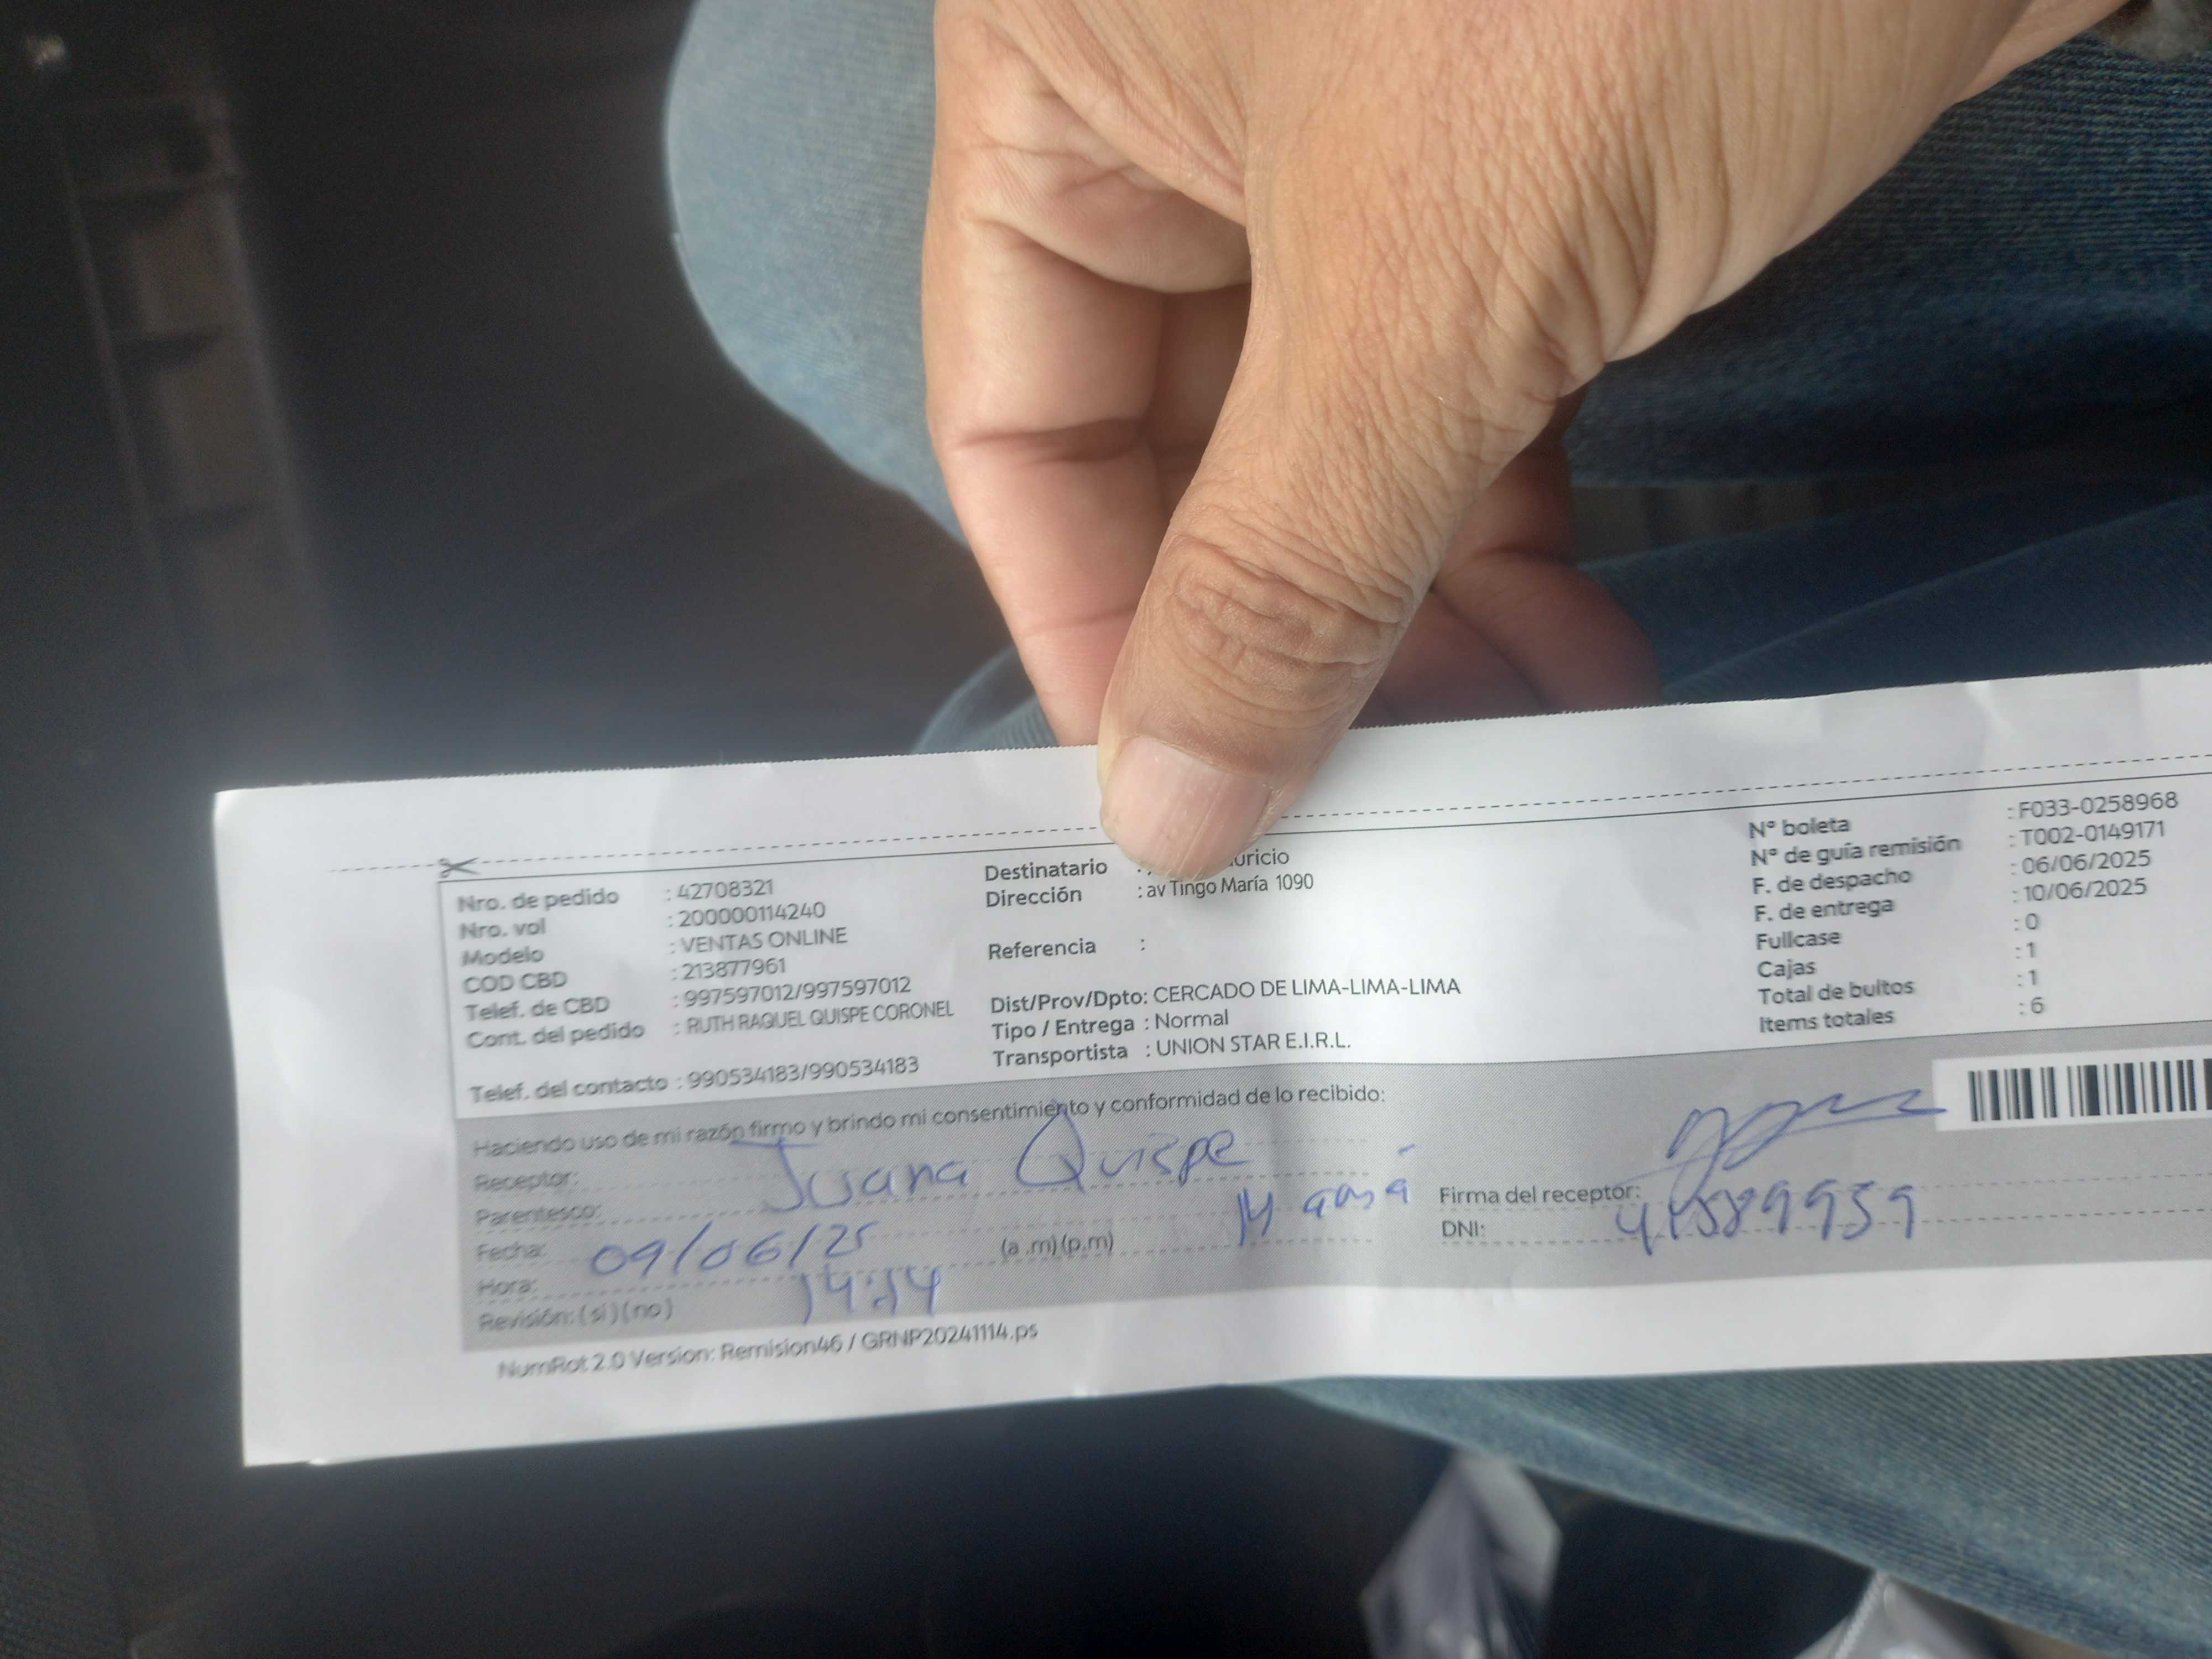 Nro. de pedido : 42708321
Nro. vol : 200000114240
Modelo : VENTAS ONLINE
COD CBD : 213877961
Telef. de CBD : 997597012/997597012
Cont. del pedido : RUTH RAQUEL QUISPE CORONEL
Telef. del contacto : 990534183/990534183
Destinatario :
Dirección : av Tingo María 1090
Referencia :
Dist/Prov/Dpto: CERCADO DE LIMA-LIMA-LIMA
Tipo / Entrega : Normal
Transportista : UNION STAR E.I.R.L.
N° boleta : F033-0258968
N° de guía remisión : T002-0149171
F. de despacho : 06/06/2025
F. de entrega : 10/06/2025
Fullcase : 0
Cajas : 1
Total de bultos : 1
Items totales : 6
Haciendo uso de mi razón firmo y brindo mi consentimiento y conformidad de lo recibido:
Receptor: Juana Quispe
Parentesco: Mamá
Fecha: 09/06/25 (a .m) (p.m)
Hora: 14:14
Revisión: ( si ) ( no )
Firma del receptor:
DNI:
NumRot 2.0 Version: Remision46 / GRNP20241114.ps